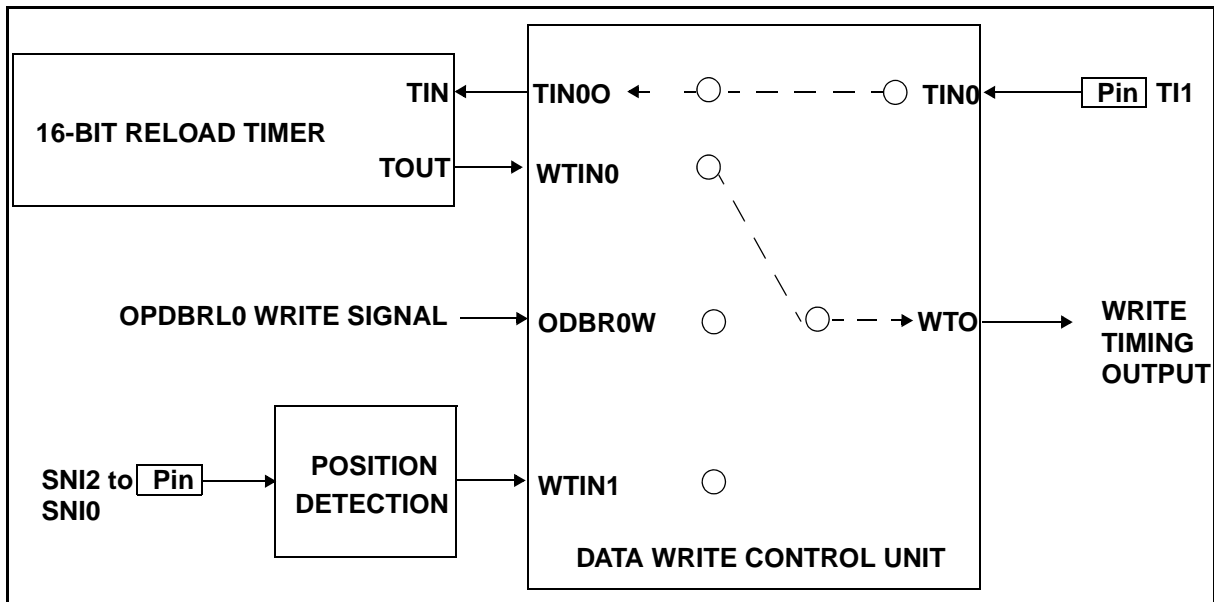 TIN TIN0O TIN0 Pin TI1
16-BIT RELOAD TIMER
TOUT WTIN0
OPDBRL0 WRITE SIGNAL ODBR0W WTO WRITE
TIMING
OUTPUT
SNI2 to Pin POSITION WTIN1
SNI0 DETECTION
DATA WRITE CONTROL UNIT